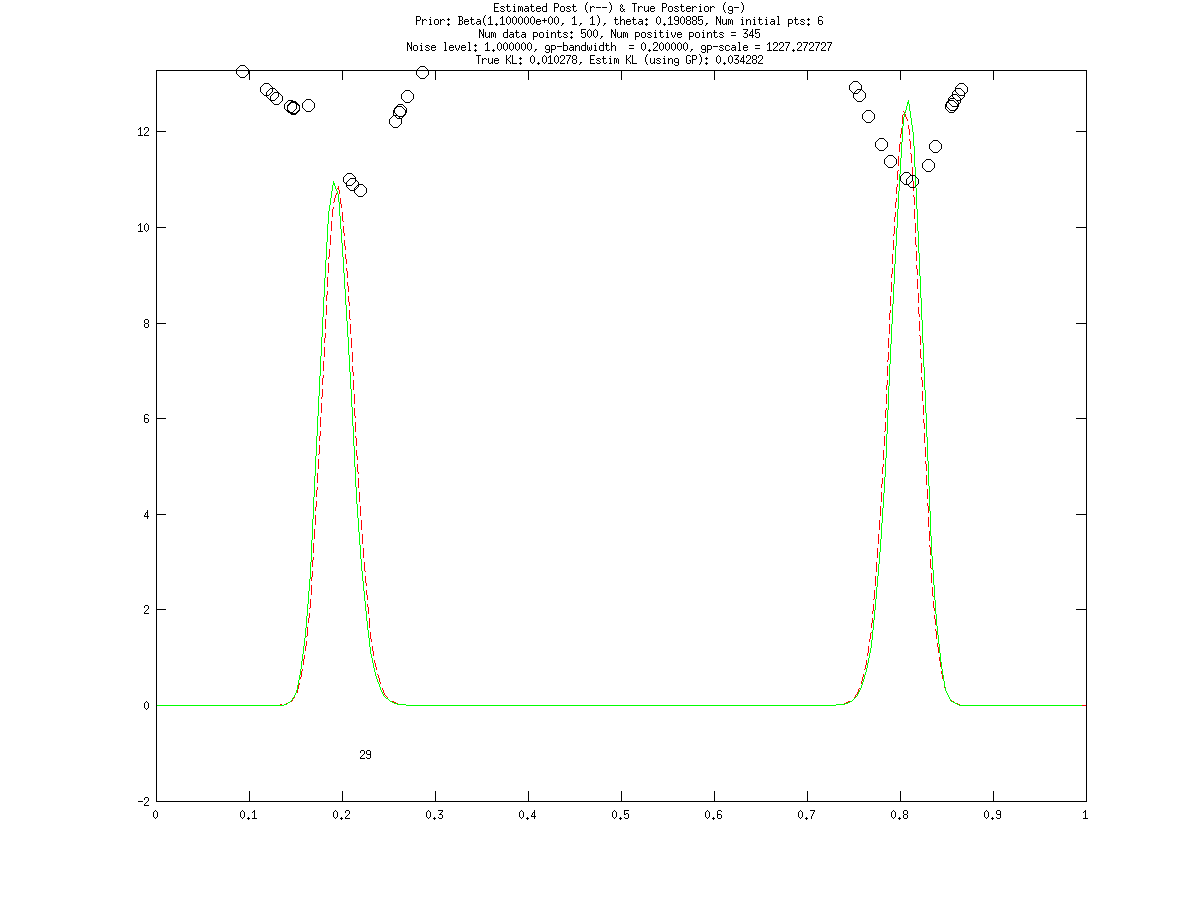 Estimated Post (r--) & True Posterior (g-)
Prior: Beta(1.100000e+00, 1, 1), theta: 0.190885, Num initial pts: 6
Num data points: 500, Num positive points = 345
Noise level: 1.000000, gp-bandwidth  = 0.200000, gp-scale = 1227.272727
True KL: 0.010278, Estim KL (using GP): 0.034282
12
10
8
6
4
2
0
29
-2
0 0.1 0.2 0.3 0.4 0.5 0.6 0.7 0.8 0.9 1